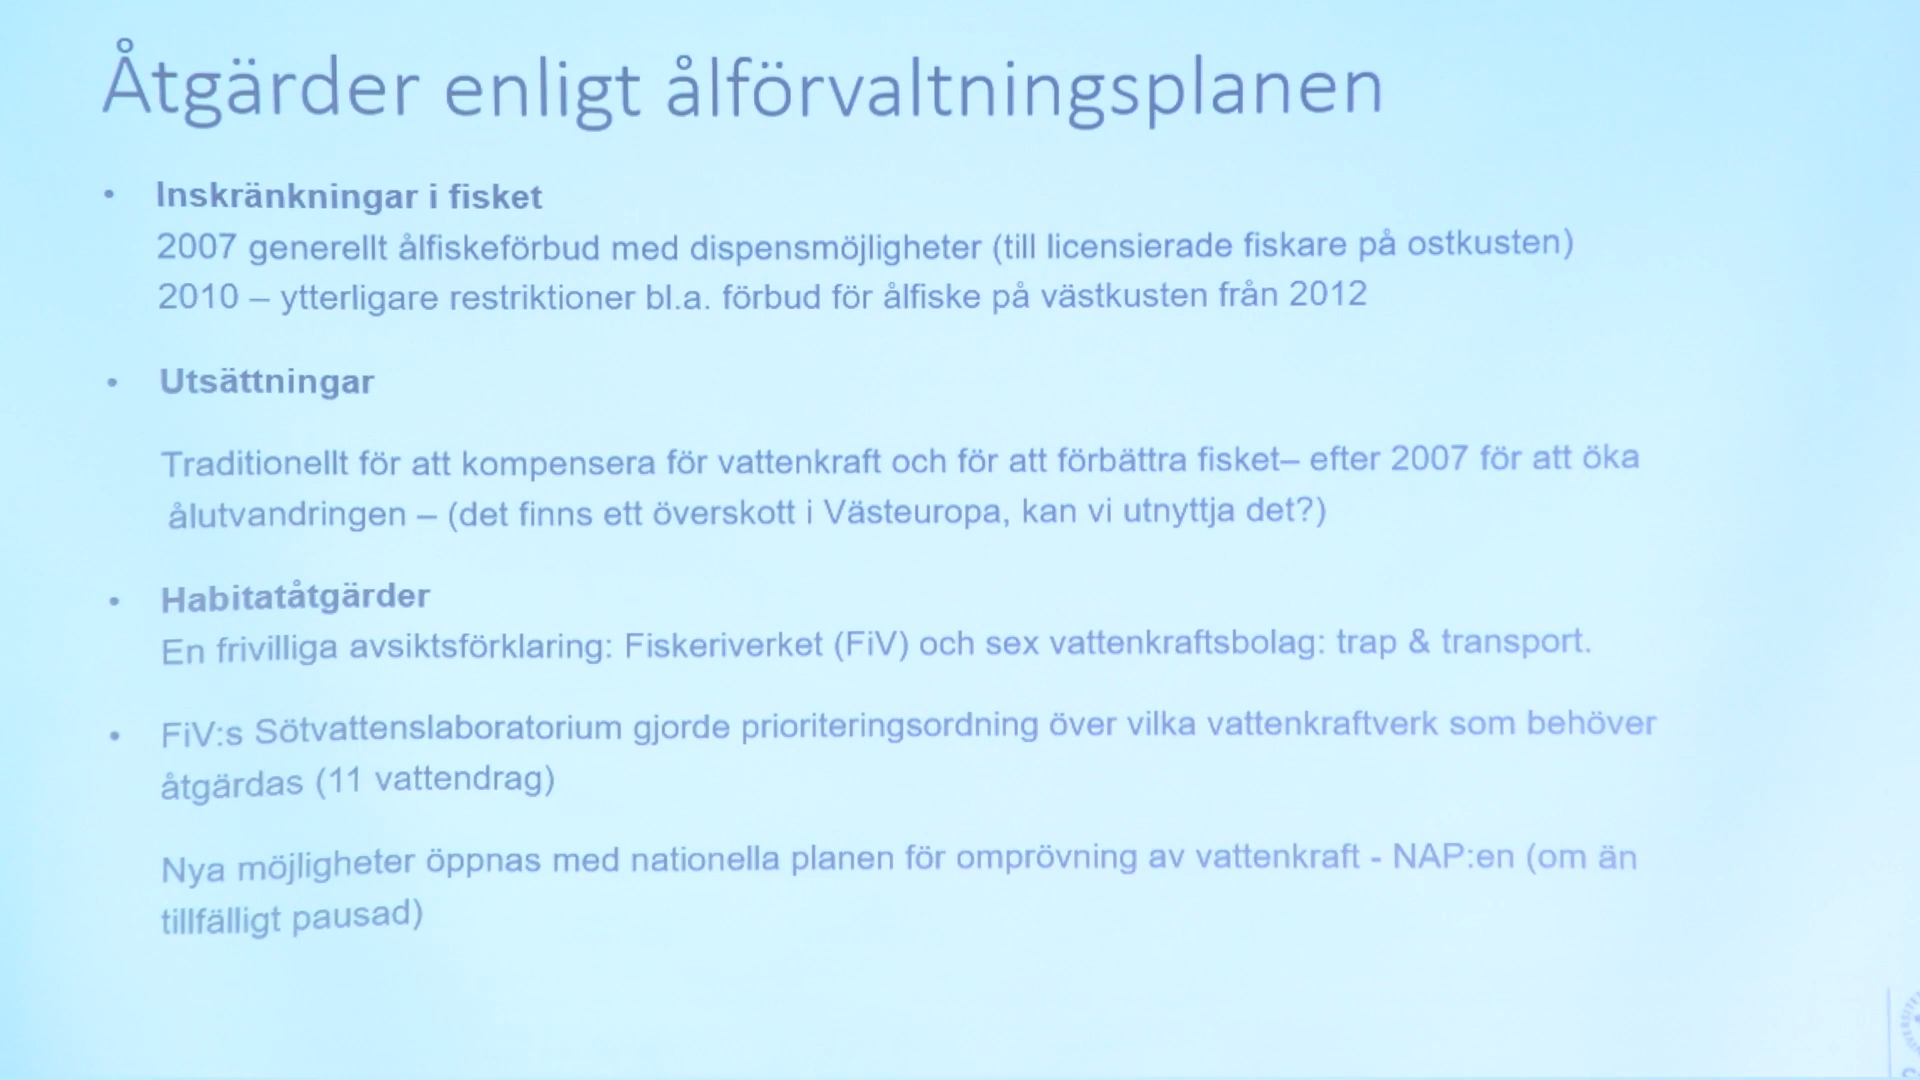 Åtgärder enligt ålförvaltningsplanen
• Inskränkningar i fisket
2007 generellt ålfiskeförbud med dispensmöjligheter (till licensierade fiskare på ostkusten)
2010 – ytterligare restriktioner bl.a. förbud för ålfiske på västkusten från 2012
• Utsättningar
Traditionellt för att kompensera för vattenkraft och för att förbättra fisket– efter 2007 för att öka
ålutvandringen – (det finns ett överskott i Västeuropa, kan vi utnyttja det?)
• Habitatåtgärder
En frivilliga avsiktsförklaring: Fiskeriverket (FiV) och sex vattenkraftsbolag: trap & transport.
• FiV:s Sötvattenslaboratorium gjorde prioriteringsordning över vilka vattenkraftverk som behöver
åtgärdas (11 vattendrag)
Nya möjligheter öppnas med nationella planen för omprövning av vattenkraft - NAP:en (om än
tillfälligt pausad)